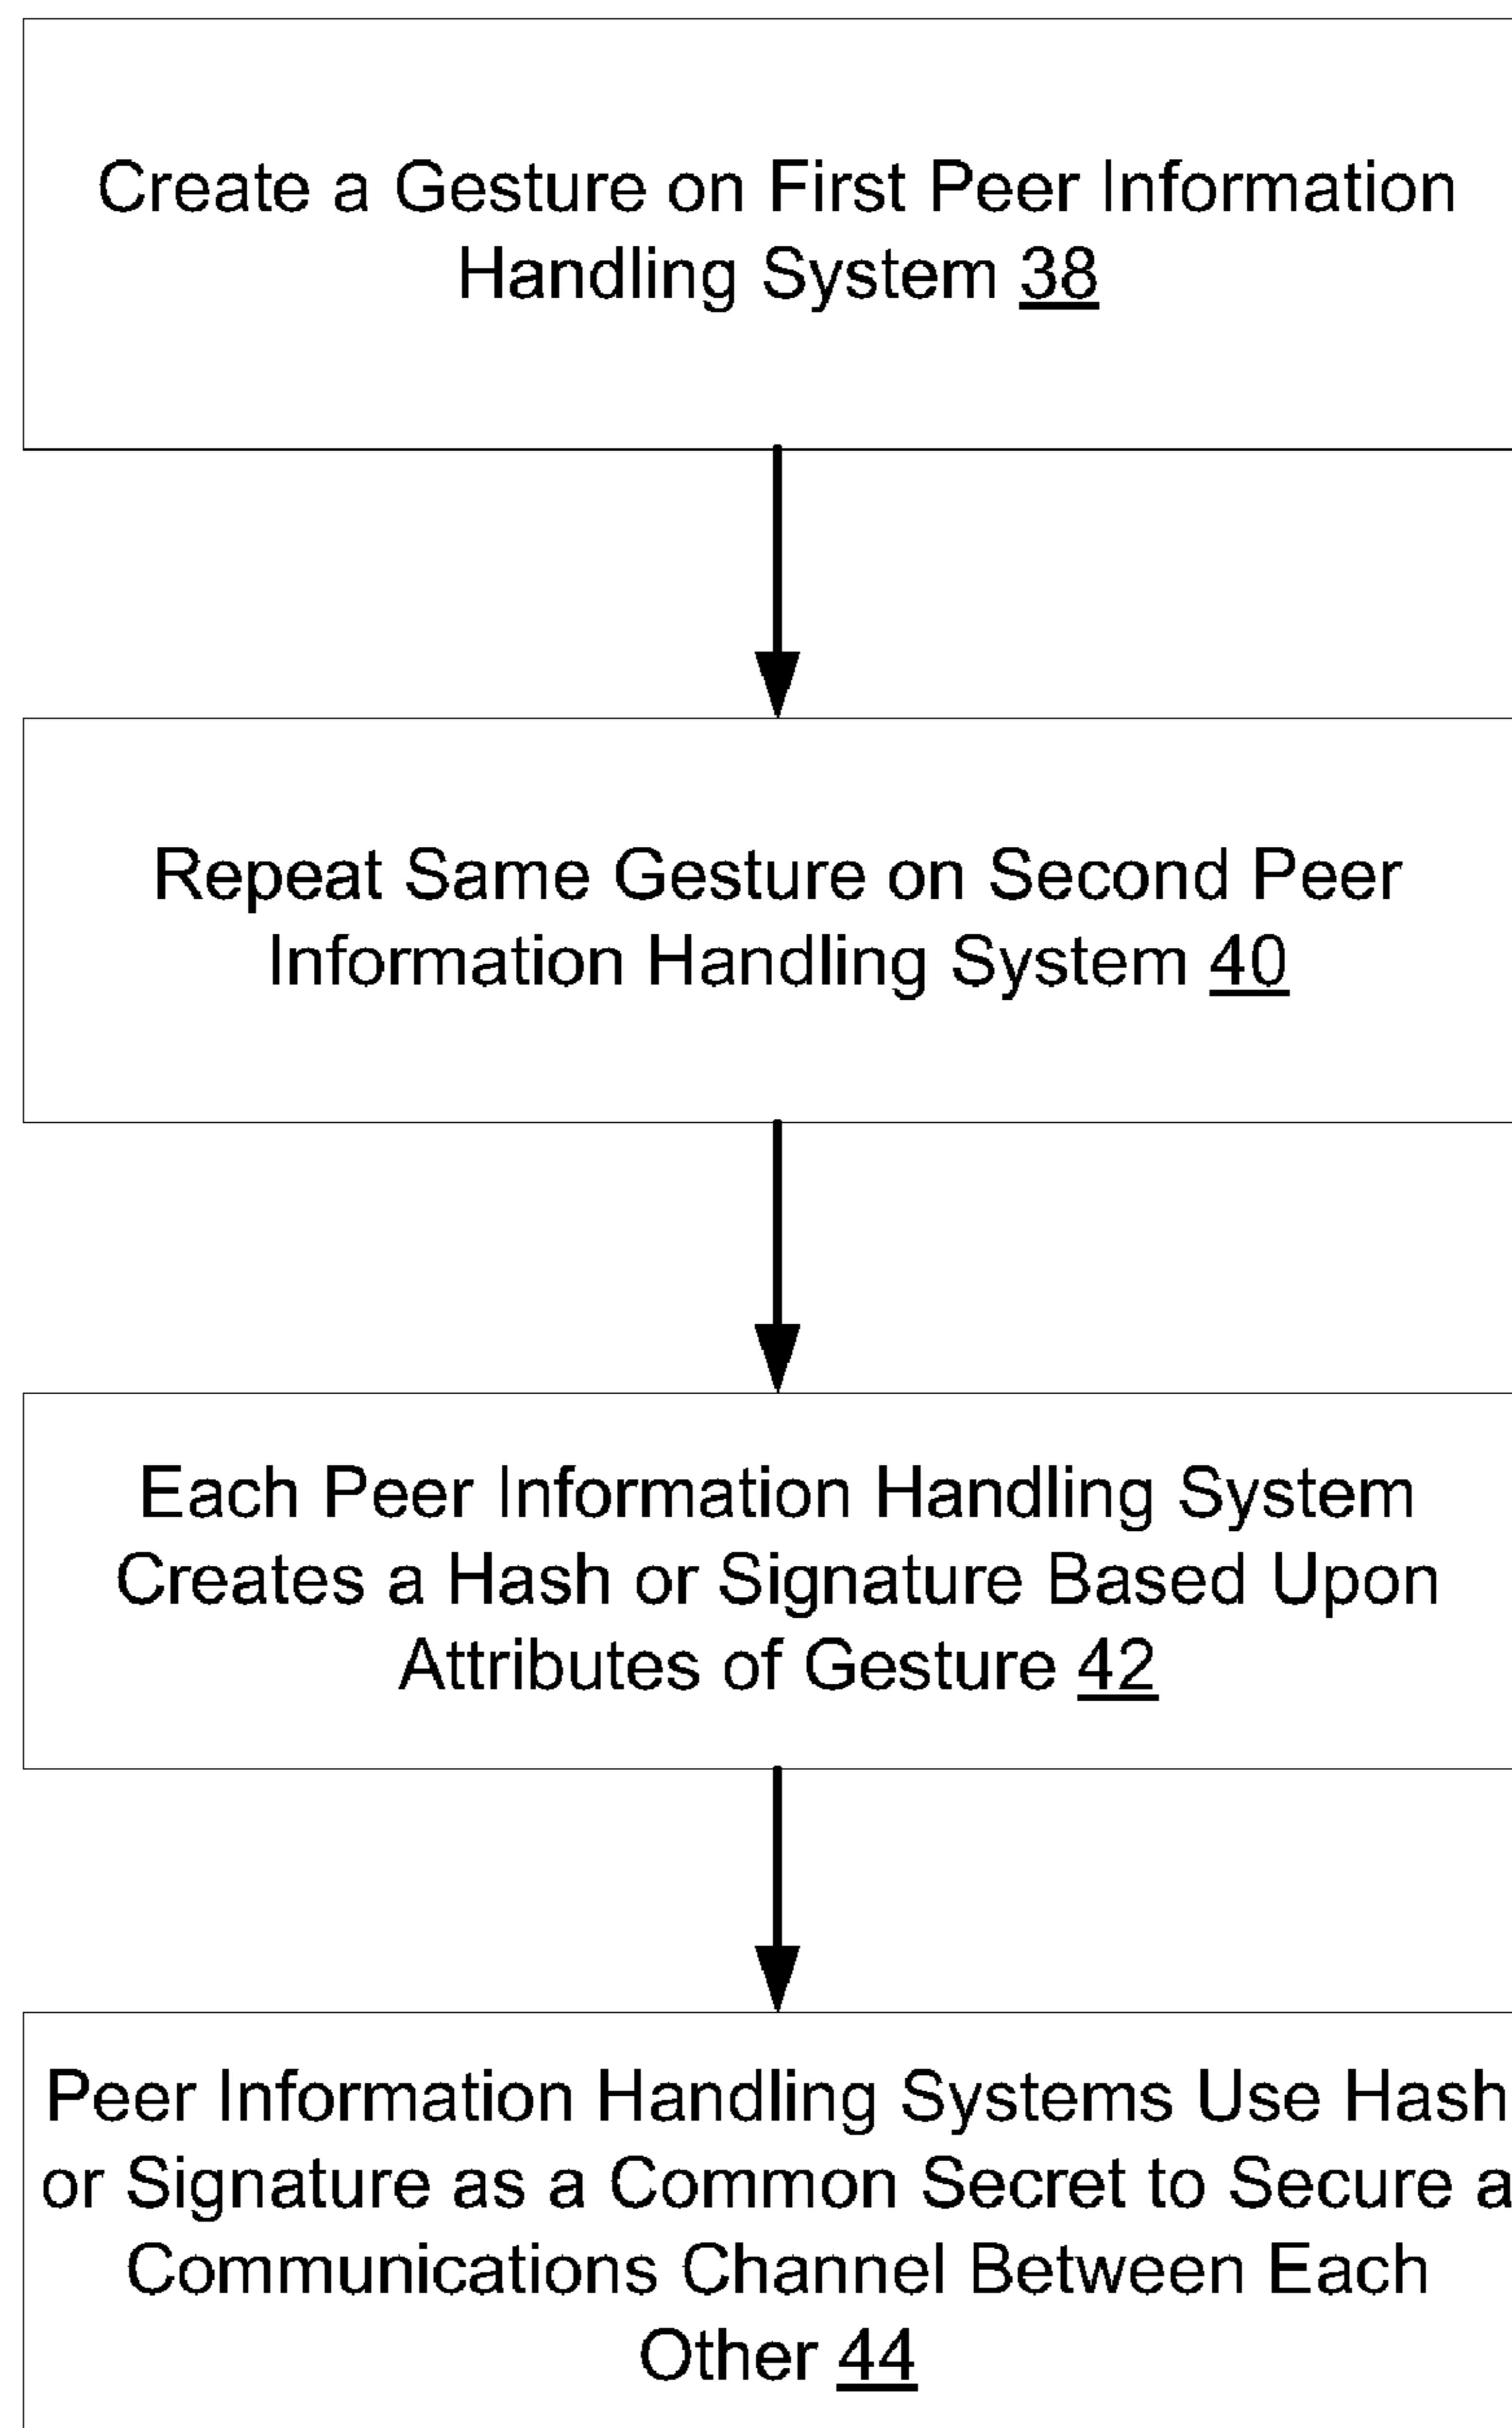 Create a Gesture on First Peer Information
Handling System 38
Repeat Same Gesture on Second Peer
Information Handling System 40
Each Peer Information Handling System
Creates a Hash or Signature Based Upon
Attributes of Gesture 42
Peer Information Handling Systems Use Hash
or Signature as a Common Secret to Secure a
Communications Channel Between Each
Other 44